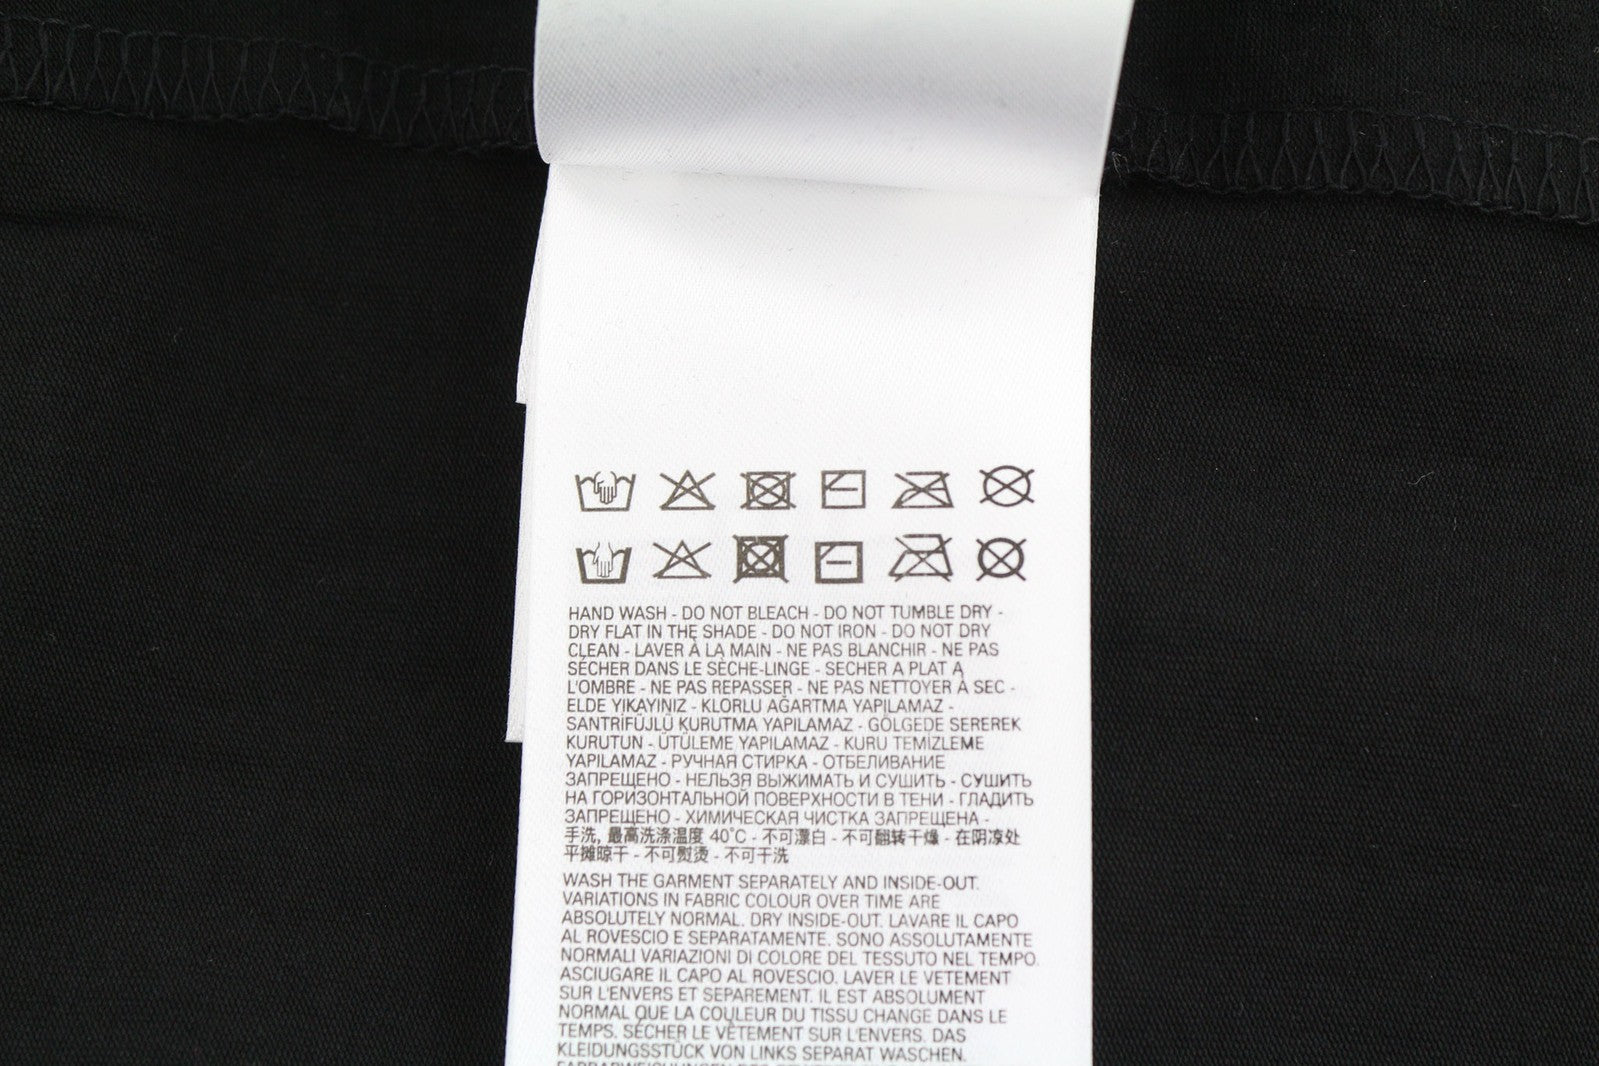 HAND WASH - DO NOT BLEACH - DO NOT TUMBLE DRY -
DRY FLAT IN THE SHADE - DO NOT IRON - DO NOT DRY
CLEAN - LAVER À LA MAIN - NE PAS BLANCHIR - NE PAS
SÉCHER DANS LE SÈCHE-LINGE - SECHER A PLAT A
L'OMBRE - NE PAS REPASSER - NE PAS NETTOYER À SEC -
ELDE YIKAYINIZ - KLORLU AĞARTMA YAPILAMAZ -
SANTRİFÜJLÜ KURUTMA YAPILAMAZ - GÖLGEDE SEREREK
KURUTUN - ÜTÜLEME YAPILAMAZ - KURU TEMİZLEME
YAPILAMAZ - РУЧНАЯ СТИРКА - ОТБЕЛИВАНИЕ
ЗАПРЕЩЕНО - НЕЛЬЗЯ ВЫЖИМАТЬ И СУШИТЬ - СУШИТЬ
НА ГОРИЗОНТАЛЬНОЙ ПОВЕРХНОСТИ В ТЕНИ - ГЛАДИТЬ
ЗАПРЕЩЕНО - ХИМИЧЕСКАЯ ЧИСТКА ЗАПРЕЩЕНА -
手洗, 最高洗涤温度 40°C - 不可漂白 - 不可翻转干燥 - 在阴凉处
平摊晾干 - 不可熨烫 - 不可干洗
WASH THE GARMENT SEPARATELY AND INSIDE-OUT.
VARIATIONS IN FABRIC COLOUR OVER TIME ARE
ABSOLUTELY NORMAL. DRY INSIDE-OUT. LAVARE IL CAPO
AL ROVESCIO E SEPARATAMENTE. SONO ASSOLUTAMENTE
NORMALI VARIAZIONI DI COLORE DEL TESSUTO NEL TEMPO.
ASCIUGARE IL CAPO AL ROVESCIO. LAVER LE VETEMENT
SUR L'ENVERS ET SEPAREMENT. IL EST ABSOLUMENT
NORMAL QUE LA COULEUR DU TISSU CHANGE DANS LE
TEMPS. SÉCHER LE VÊTEMENT SUR L'ENVERS. DAS
KLEIDUNGSSTÜCK VON LINKS SEPARAT WASCHEN.